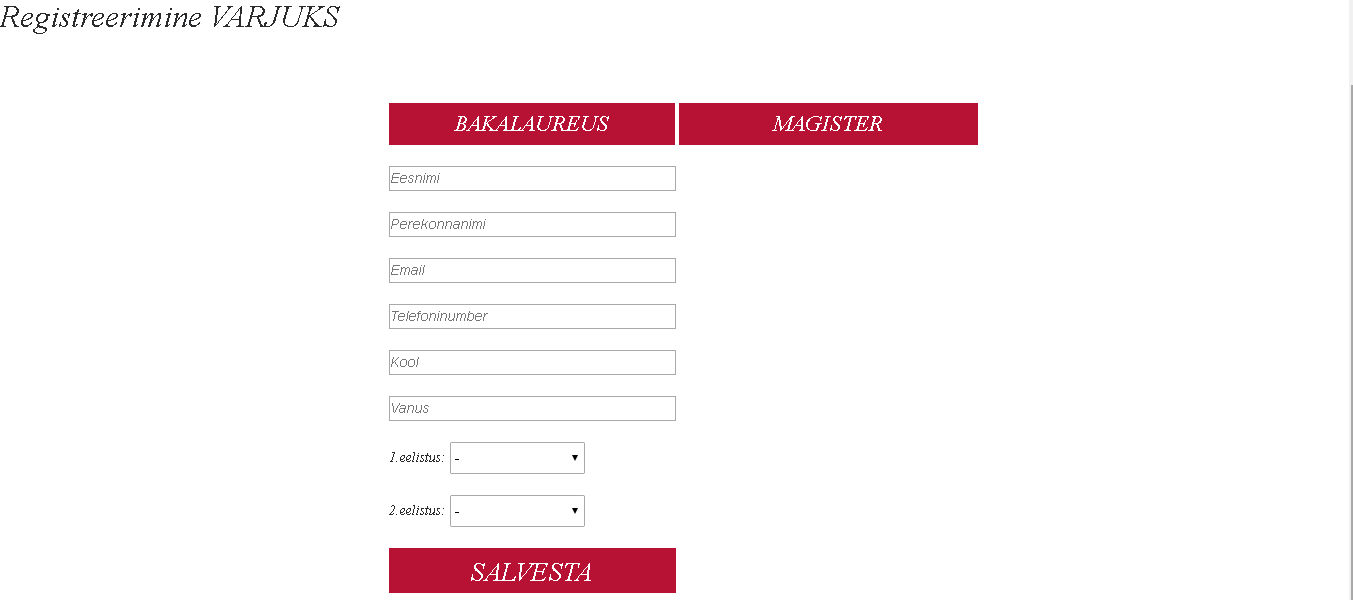 Registreerimine VARJUKS
BAKALAUREUS MAGISTER
Eesnimi
Perekonnanimi
Email
Telefoninumber
Kool
Vanus
1.eelistus: -
2.eelistus: -
SALVESTA